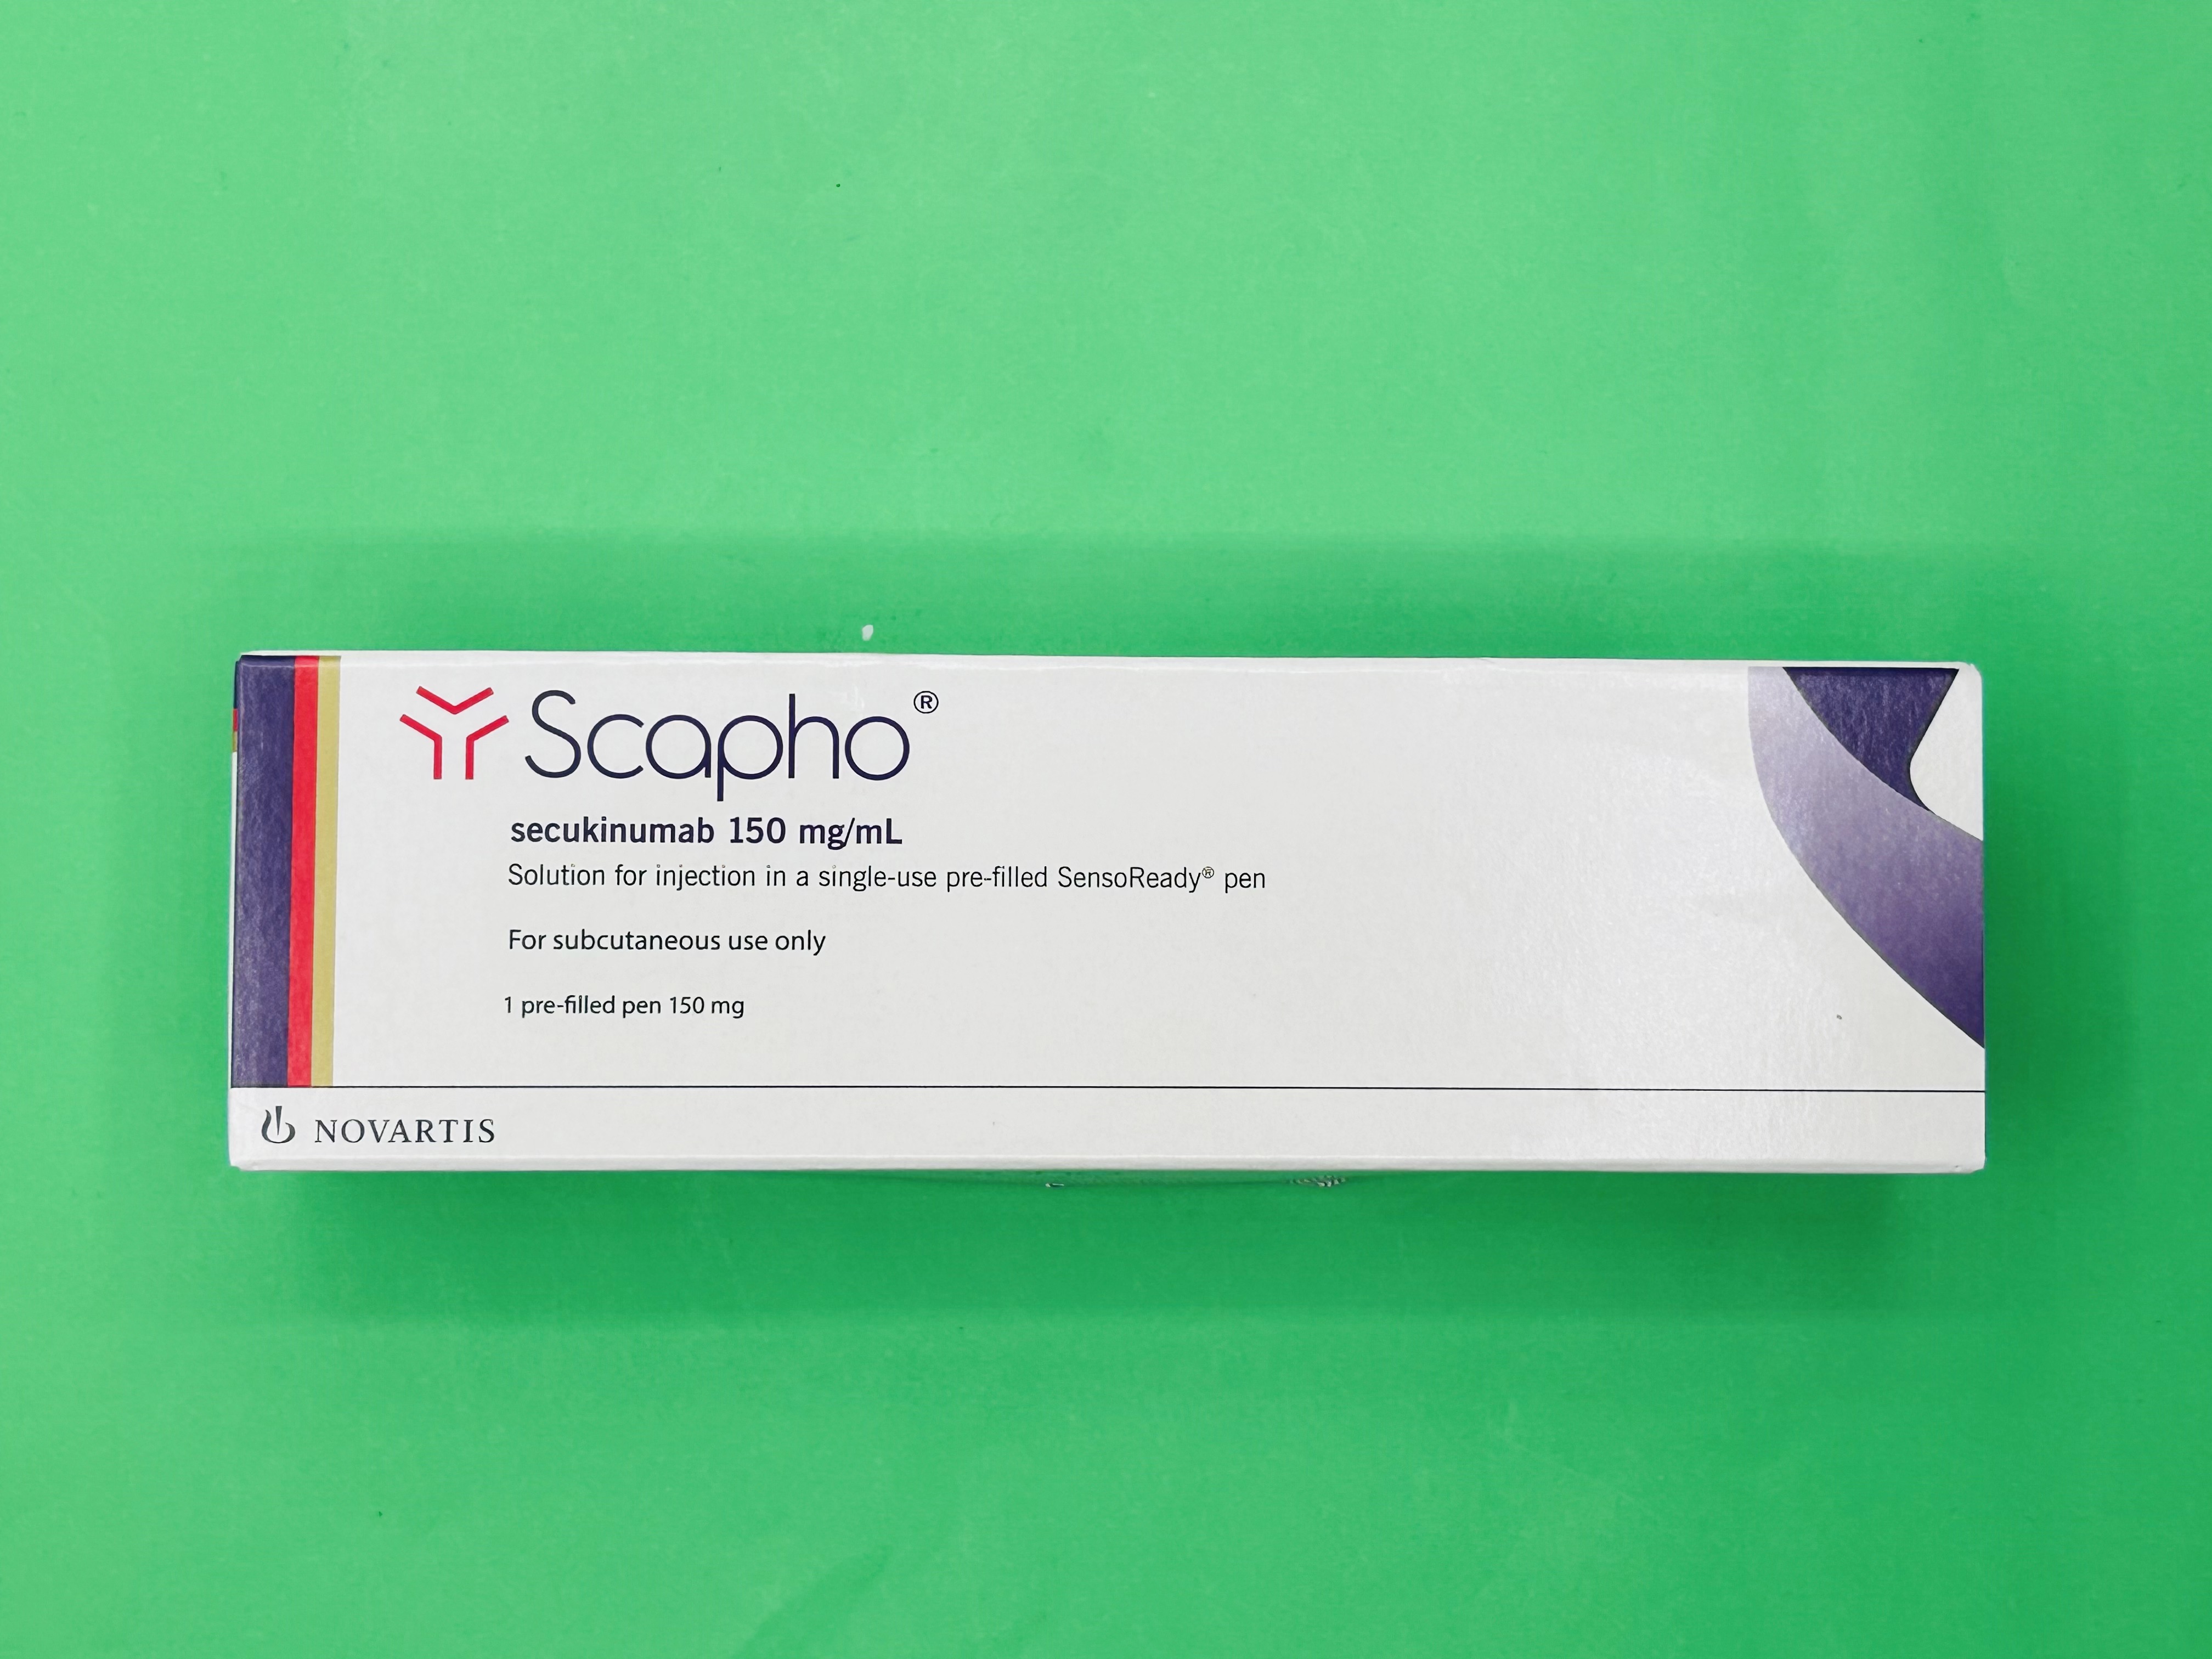 Scapho®
secukinumab 150 mg/mL
Solution for injection in a single-use pre-filled SensoReady® pen
For subcutaneous use only
1 pre-filled pen 150 mg
NOVARTIS